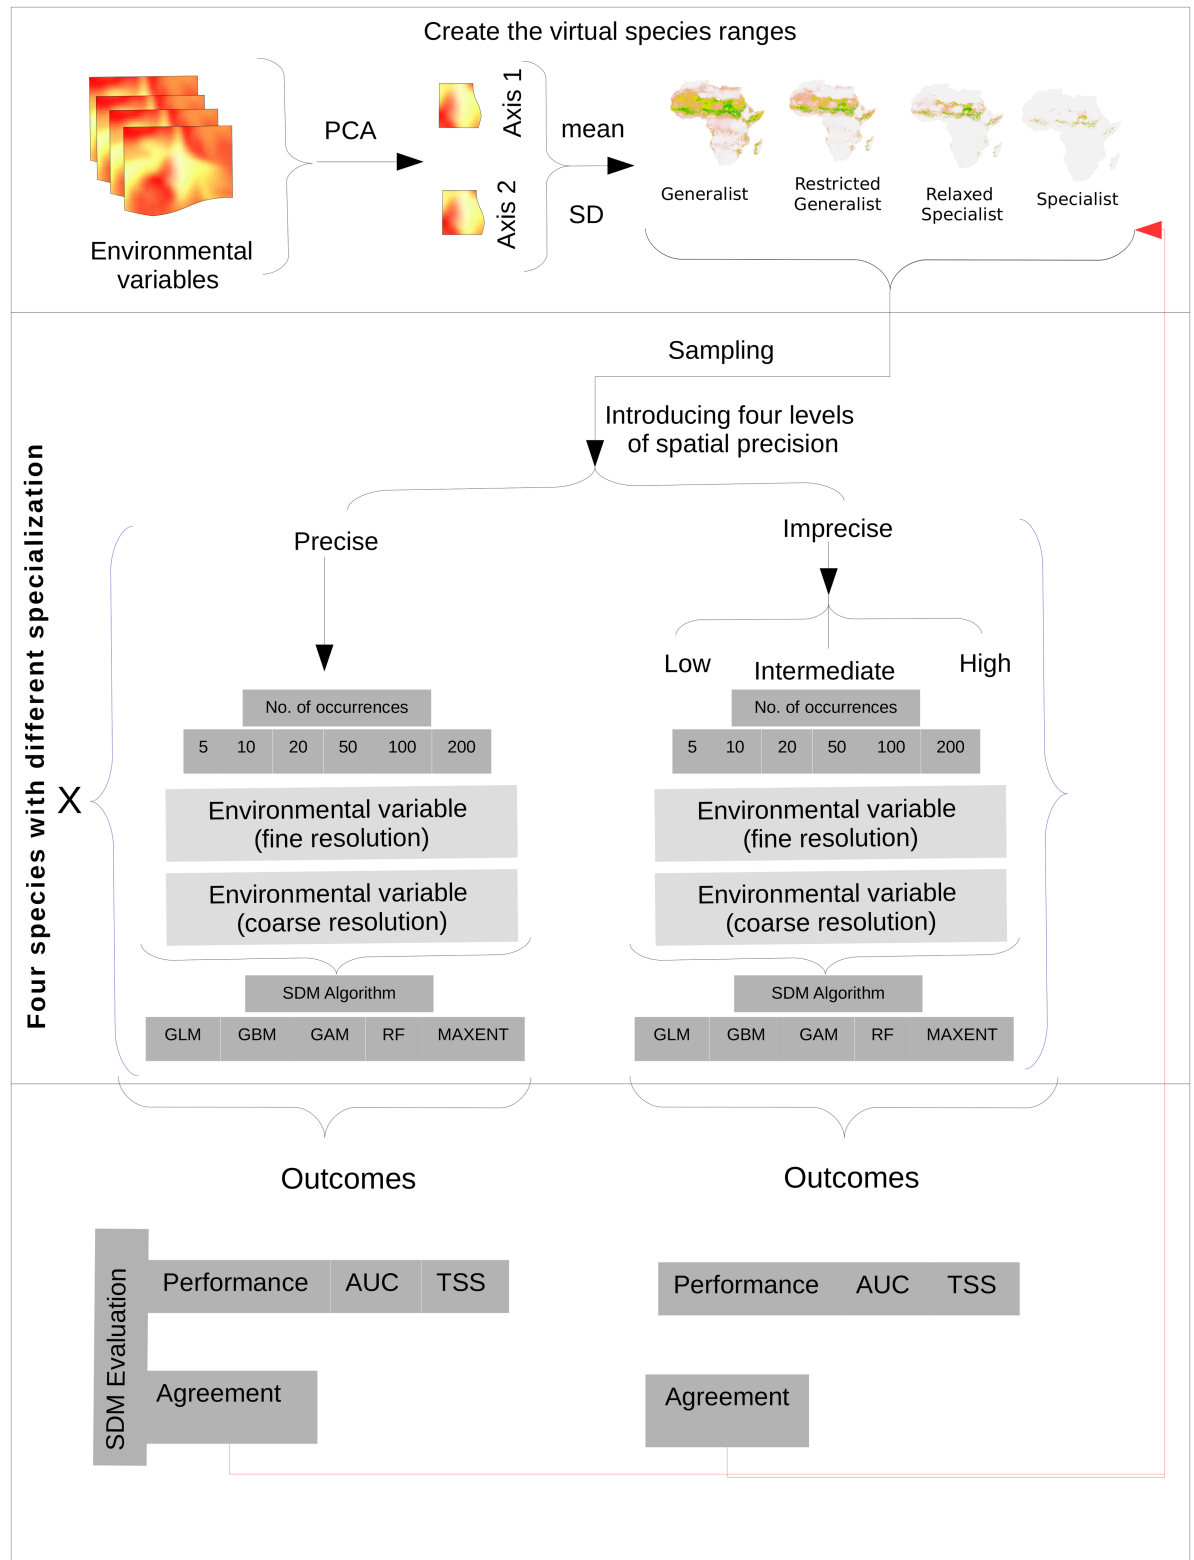 Create the virtual species ranges
Environmental
variables
PCA
Axis 1
Axis 2
mean
SD
Generalist
Restricted
Generalist
Relaxed
Specialist
Specialist
Sampling
Introducing four levels
of spatial precision
Four species with different specialization
X
Precise
No. of occurrences
5 10 20 50 100 200
Environmental variable
(fine resolution)
Environmental variable
(coarse resolution)
SDM Algorithm
GLM GBM GAM RF MAXENT
Imprecise
Low Intermediate High
No. of occurrences
5 10 20 50 100 200
Environmental variable
(fine resolution)
Environmental variable
(coarse resolution)
SDM Algorithm
GLM GBM GAM RF MAXENT
Outcomes
Outcomes
SDM Evaluation
Performance AUC TSS
Agreement
Performance AUC TSS
Agreement